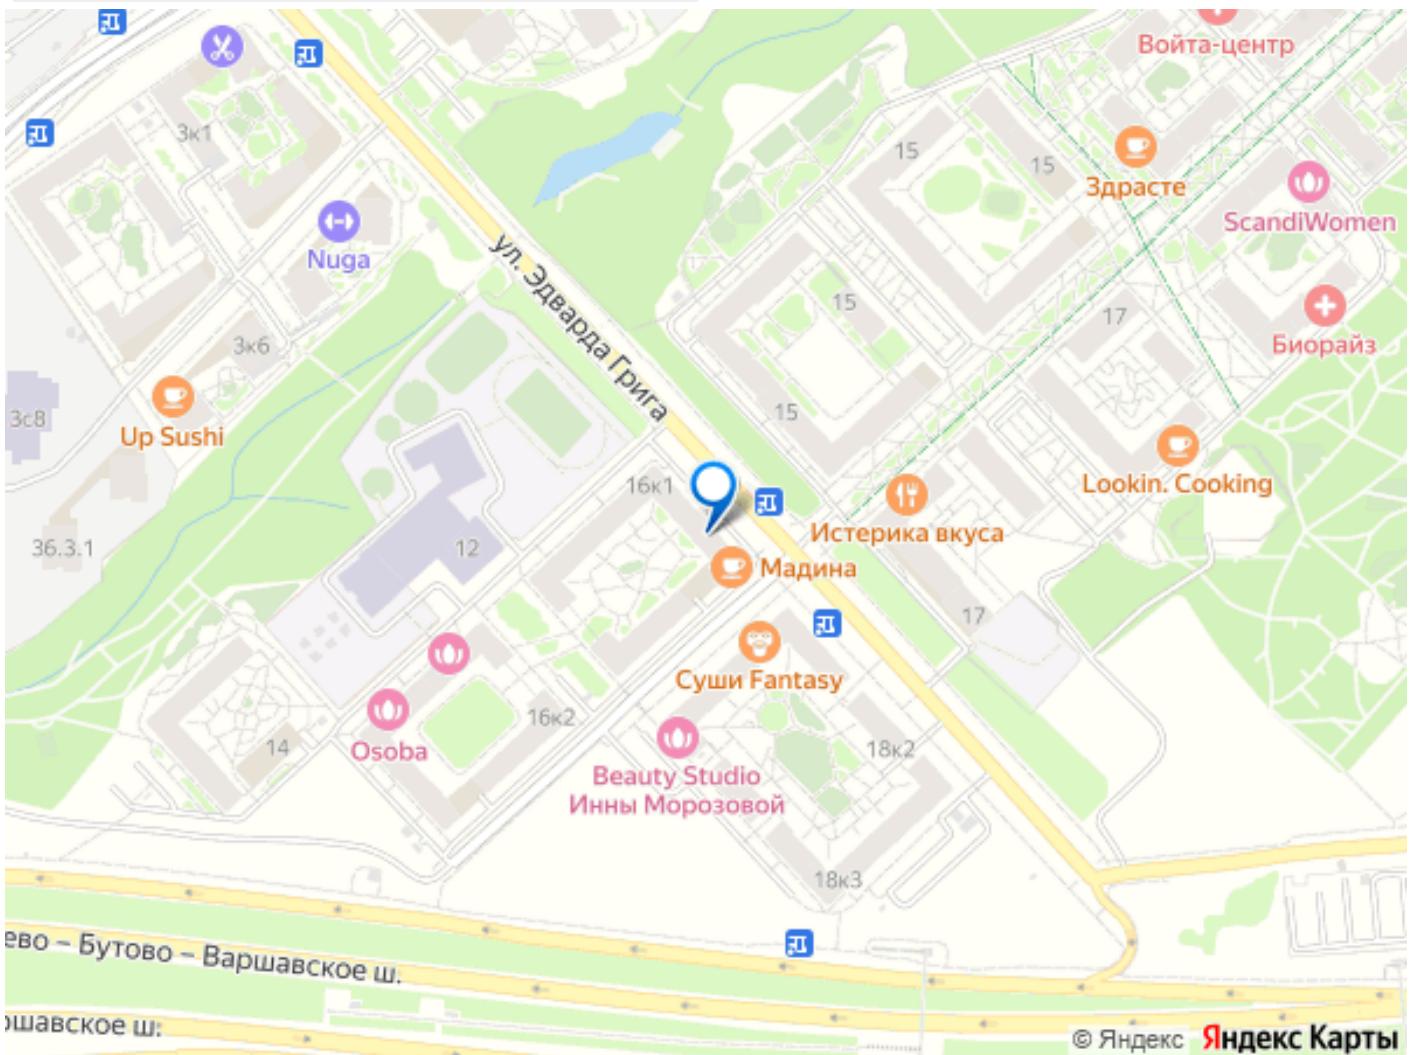 Войта-центр
3к1
15
15
Здрасте
ScandiWomen
Nuga
ул. Эдварда Грига
15
17
3к6
Биорайз
3с8
Up Sushi
15
16к1
Lookin. Cooking
Истерика вкуса
36.3.1
12
Мадина
17
Суши Fantasy
16к2
14
Osoba
18к2
Beauty Studio
Инны Морозовой
18к3
ево – Бутово – Варшавское ш.
ршавское ш.
© Яндекс Яндекс Карты